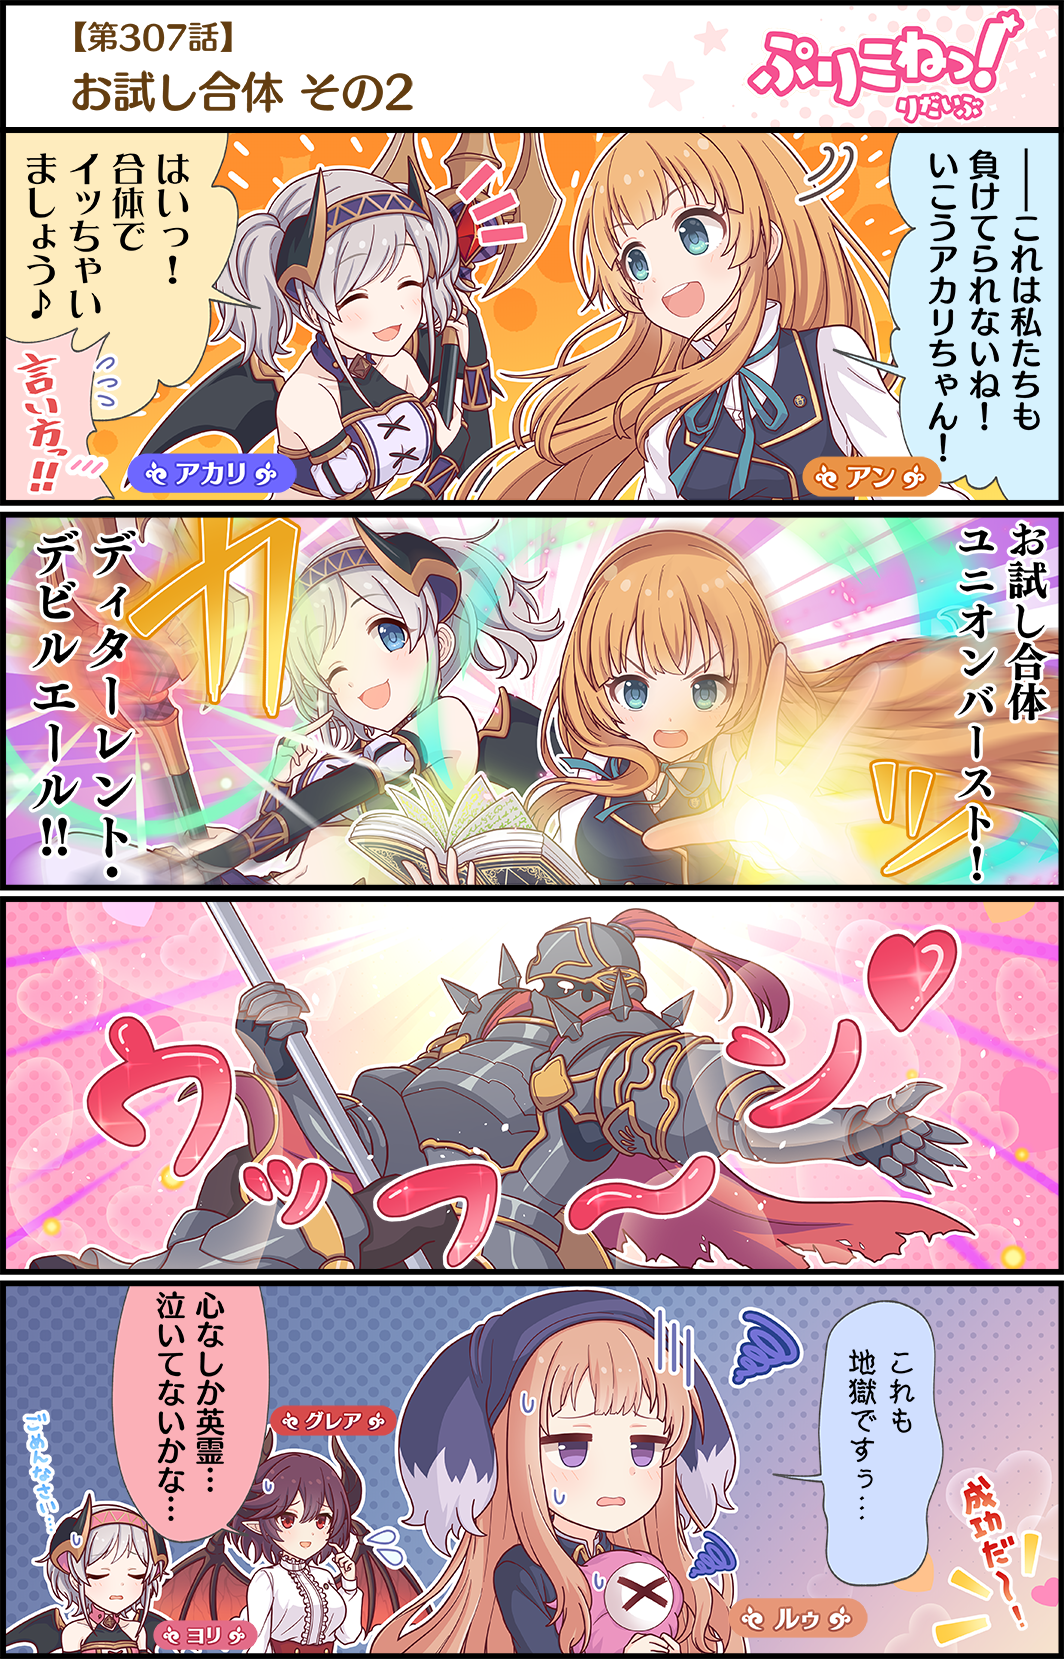 【第307話】
お試し合体 その2
ぷりこねっ!
りだいぶ
――これは私たちも
負けてられないね!
いこうアカリちゃん!
はいっ!
合体で
イッちゃい
ましょう♪
言い方っ!!
アカリ
アン
お試し合体
ユニオンバースト!
ディターレント・
デビルエール!!
カッ
ウッフ〜ン♥
これも
地獄ですぅ…
成功だ〜!
心なしか英霊…
泣いてないかな…
ごめんなさい…
グレア
ヨリ
ルゥ